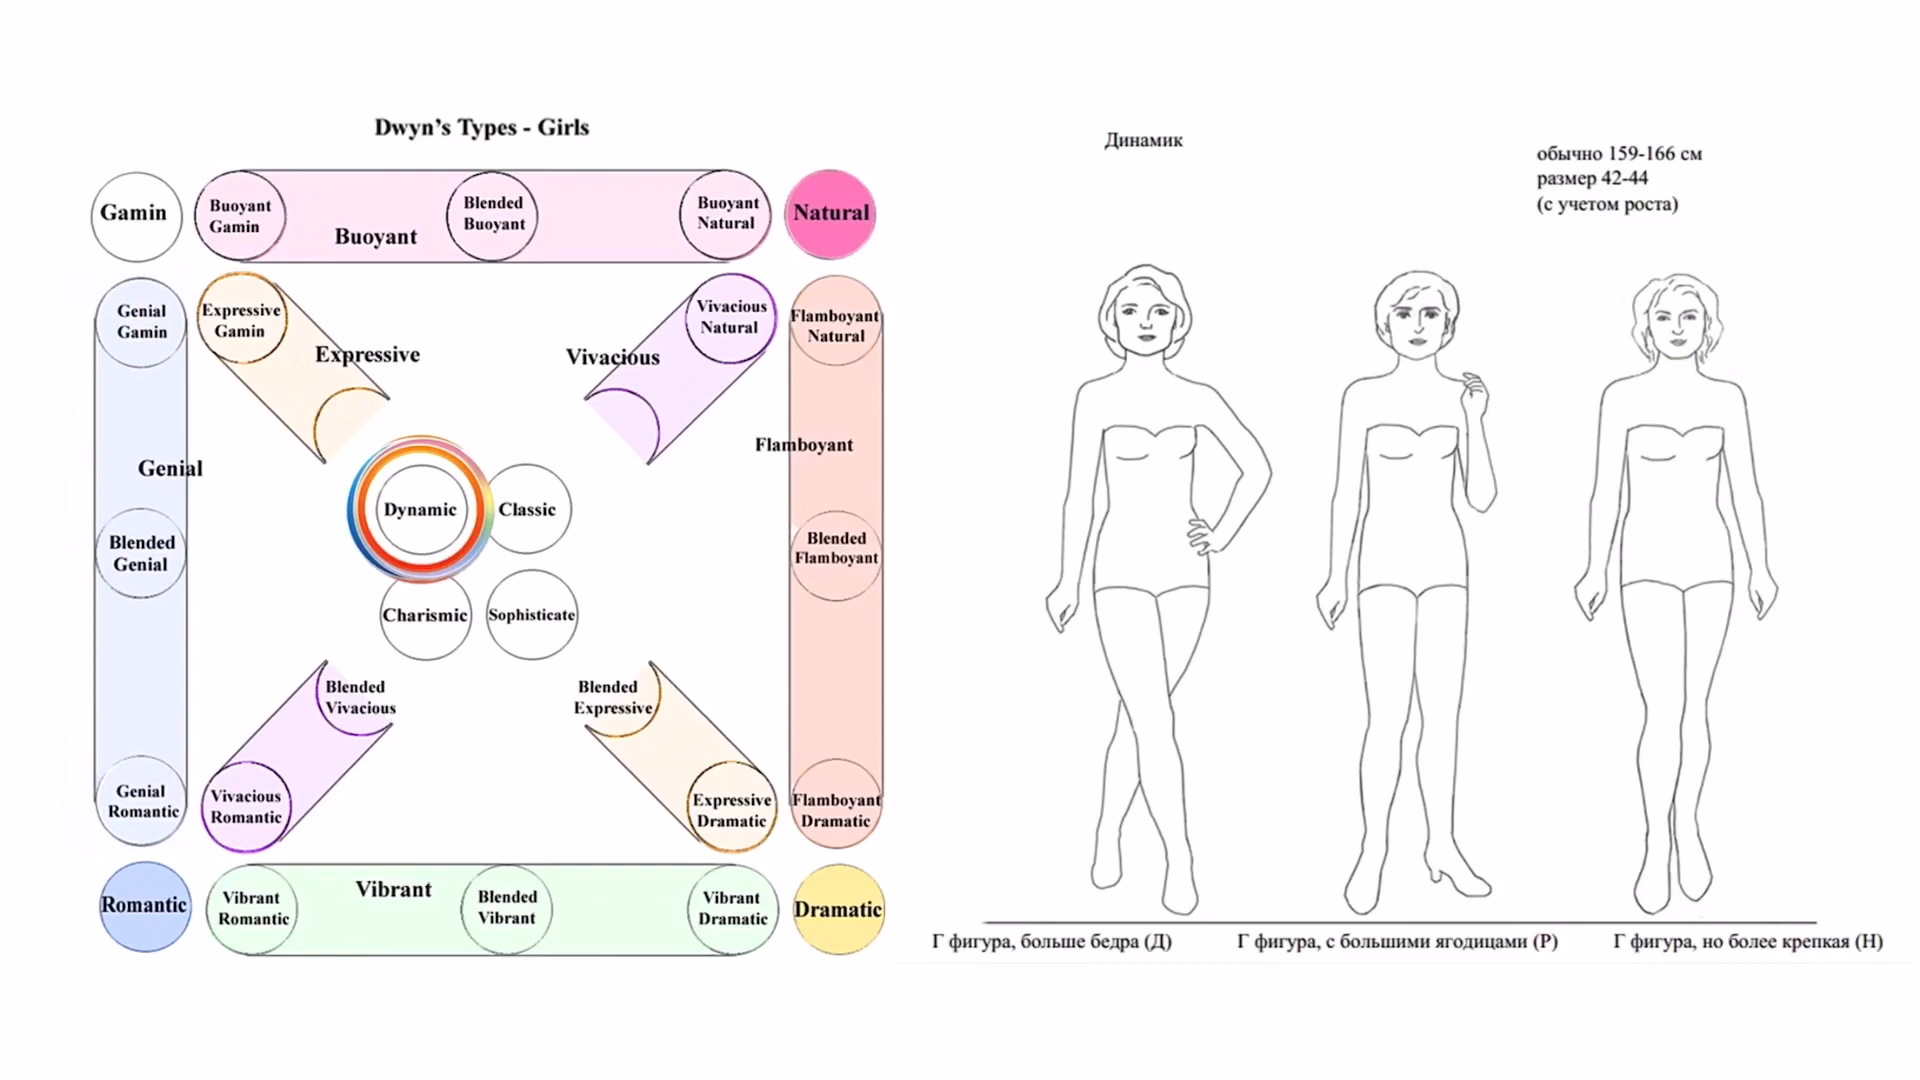 Dwyn's Types - Girls
Gamin
Buoyant
Gamin
Buoyant
Blended
Buoyant
Buoyant
Natural
Natural
Genial
Gamin
Expressive
Gamin
Expressive
Vivacious
Vivacious
Natural
Flamboyant
Natural
Genial
Flamboyant
Dynamic
Classic
Blended
Genial
Blended
Flamboyant
Charismic
Sophisticate
Blended
Vivacious
Blended
Expressive
Genial
Romantic
Vivacious
Romantic
Expressive
Dramatic
Flamboyant
Dramatic
Romantic
Vibrant
Romantic
Vibrant
Blended
Vibrant
Vibrant
Dramatic
Dramatic
Динамик
обычно 159-166 см
размер 42-44
(с учетом роста)
Г фигура, больше бедра (Д)
Г фигура, с большими ягодицами (Р)
Г фигура, но более крепкая (Н)